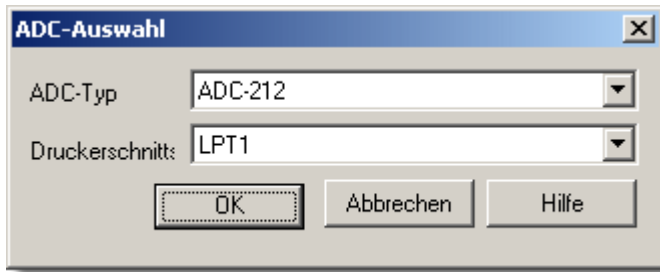 ADC-Auswahl
ADC-Typ ADC-212
Druckerschnitts LPT1
OK Abbrechen Hilfe